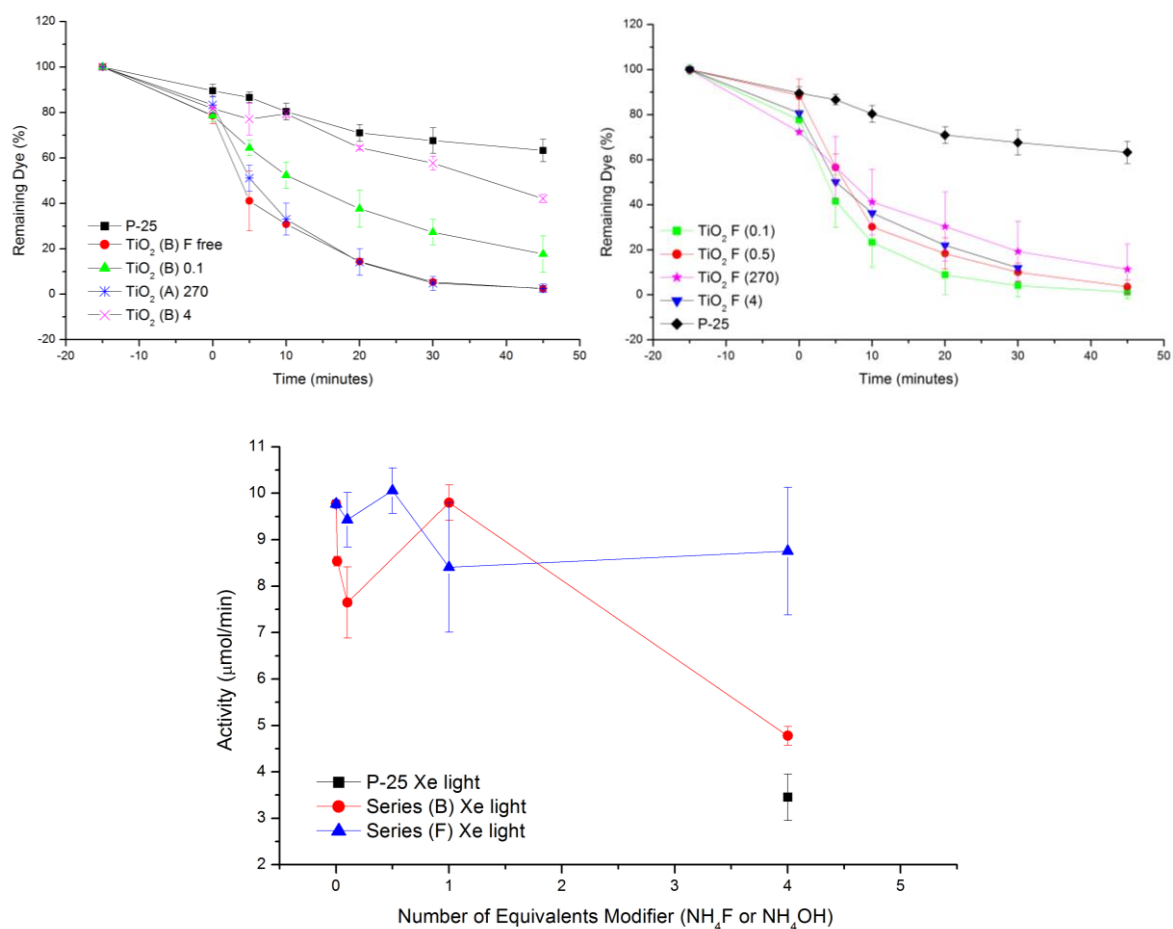 120
100
80
60
40
20
0
-20
-20 -10 0 10 20 30 40 50
Remaining Dye (%)
Time (minutes)
P-25
TiO₂ (B) F free
TiO₂ (B) 0.1
TiO₂ (A) 270
TiO₂ (B) 4
120
100
80
60
40
20
0
-20
-20 -10 0 10 20 30 40 50
Remaining Dye (%)
Time (minutes)
TiO₂ F (0.1)
TiO₂ F (0.5)
TiO₂ F (270)
TiO₂ F (4)
P-25
11
10
9
8
7
6
5
4
3
2
0 1 2 3 4 5
Activity (μmol/min)
P-25 Xe light
Series (B) Xe light
Series (F) Xe light
Number of Equivalents Modifier (NH₄F or NH₄OH)